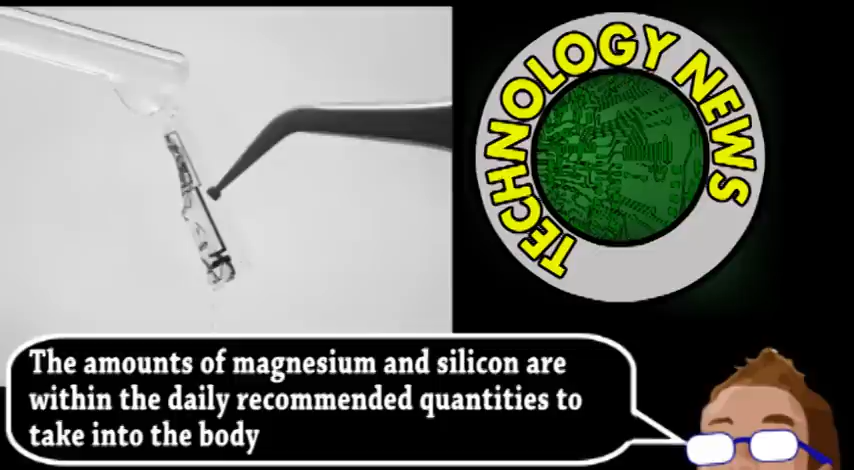 TECHNOLOGY NEWS
The amounts of magnesium and silicon are
within the daily recommended quantities to
take into the body